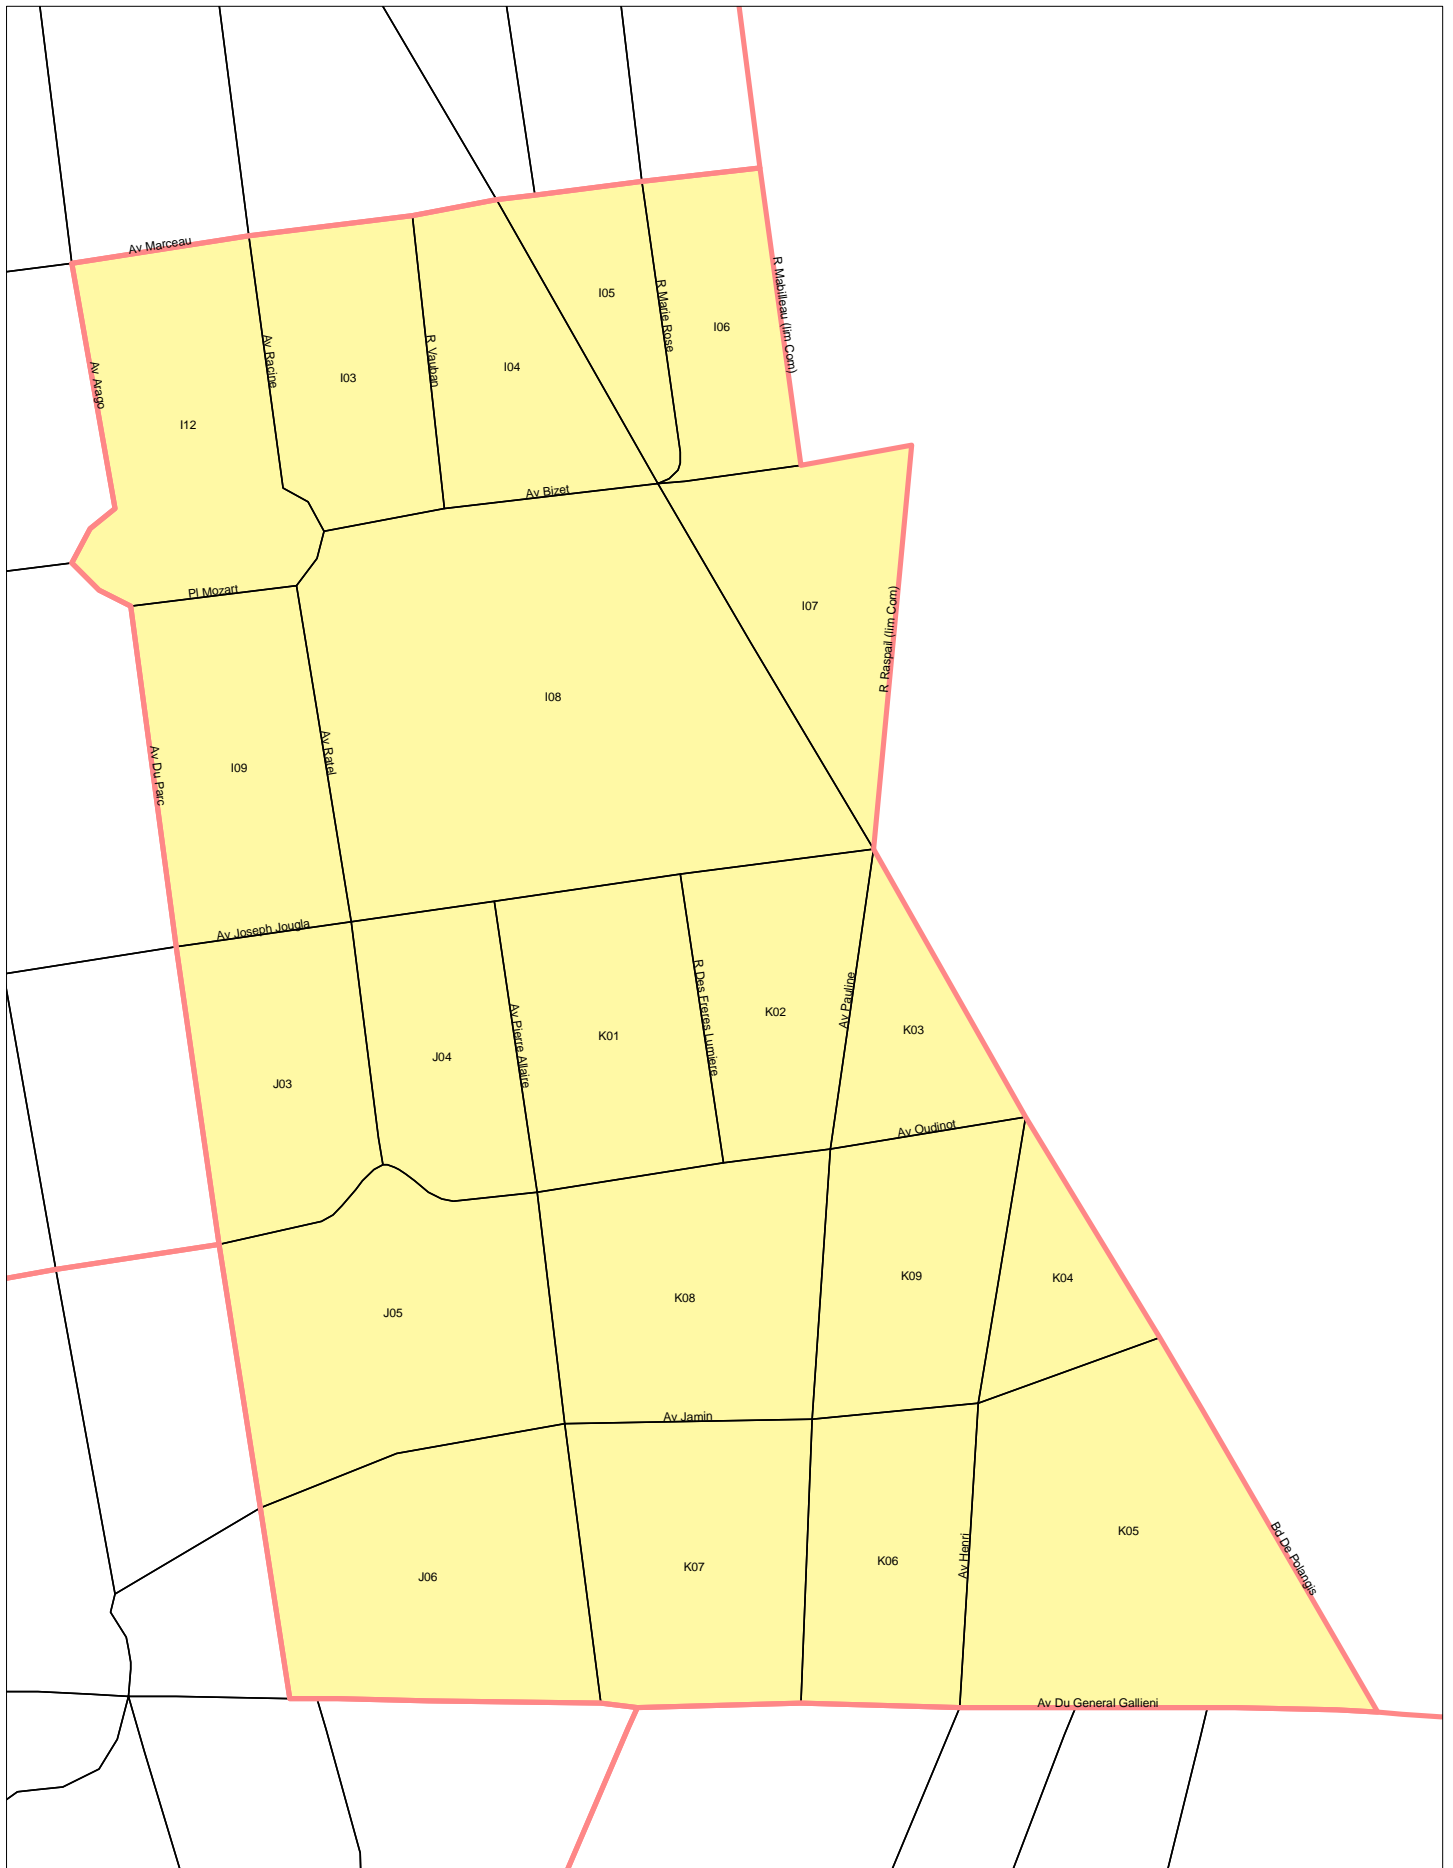 Av Marceau
R Mabilleau (lim Com)
I05
R Marie Rose
I06
Av Arago
Av Racine
I03
R Vauban
I04
I12
Av Bizet
Pl Mozart
I07
R Raspail (lim Com)
I08
Av Du Parc
I09
Av Ratel
Av Joseph Jougla
J03
J04
Av Pierre Allaire
K01
R Des Freres Lumiere
K02
Av Pauline
K03
Av Oudinot
J05
K08
K09
K04
Av Jamin
J06
K07
K06
Av Henri
K05
Bd De Polangis
Av Du General Gallieni